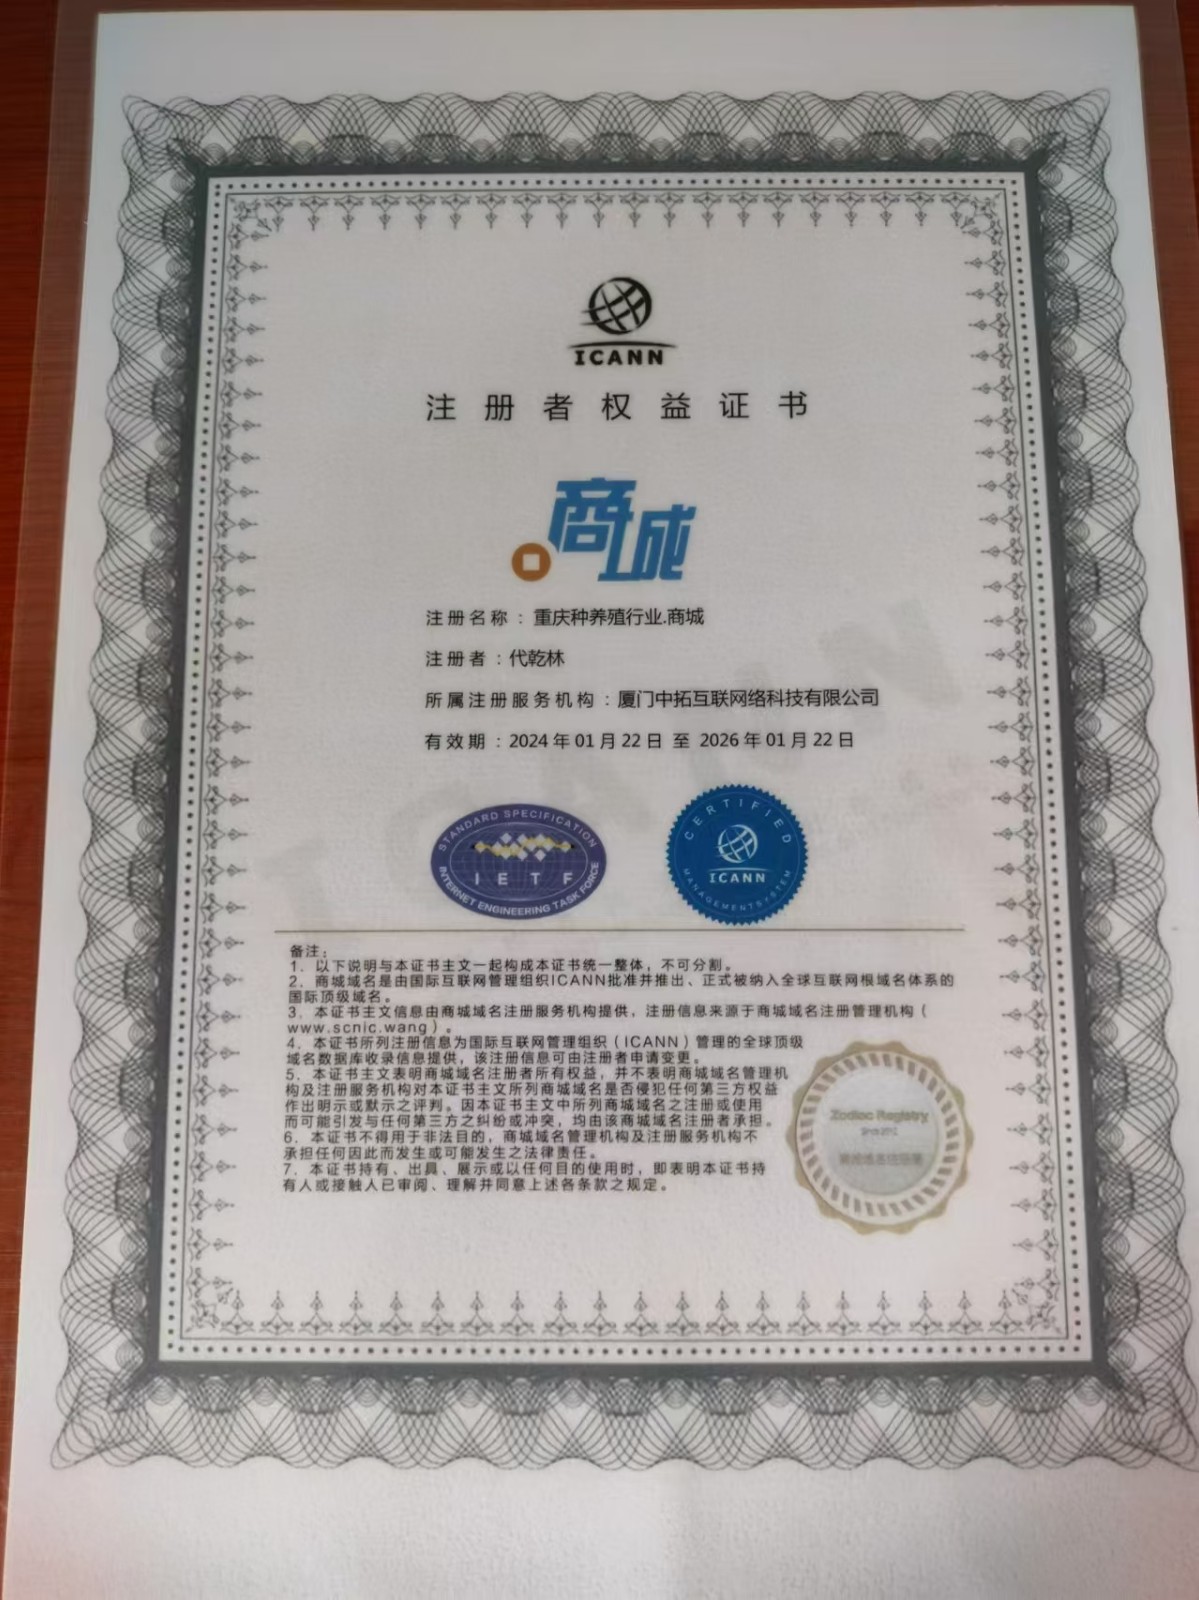 ICANN
注册者权益证书
商城
注册名称：重庆种养殖行业.商城
注册者：代乾林
所属注册服务机构：厦门中拓互联网络科技有限公司
有效期：2024年01月22日 至 2026年01月22日
STANDARD SPECIFICATION
IETF
INTERNET ENGINEERING TASK FORCE
CERTIFIED
ICANN
MANAGEMENTSYSTEM
备注：
1、以下说明与本证书主文一起构成本证书统一整体，不可分割。
2、商城域名是由国际互联网管理组织ICANN批准并推出、正式被纳入全球互联网根域名体系的
国际顶级域名。
3、本证书主文信息由商城域名注册服务机构提供，注册信息来源于商城域名注册管理机构（
www.scnic.wang）。
4、本证书所列注册信息为国际互联网管理组织（ICANN）管理的全球顶级
域名数据库收录信息提供，该注册信息可由注册者申请变更。
5、本证书主文表明商城域名注册者所有权益，并不表明商城域名管理机
构及注册服务机构对本证书主文所列商城域名是否侵犯任何第三方权益
作出明示或默示之评判。因本证书主文中所列商城域名之注册或使用
而可能引发与任何第三方之纠纷或冲突，均由该商城域名注册者承担。
6、本证书不得用于非法目的，商城域名管理机构及注册服务机构不
承担任何因此而发生或可能发生之法律责任。
7、本证书持有、出具、展示或以任何目的使用时，即表明本证书持
有人或接触人已审阅、理解并同意上述各条款之规定。
Zodiac Registry